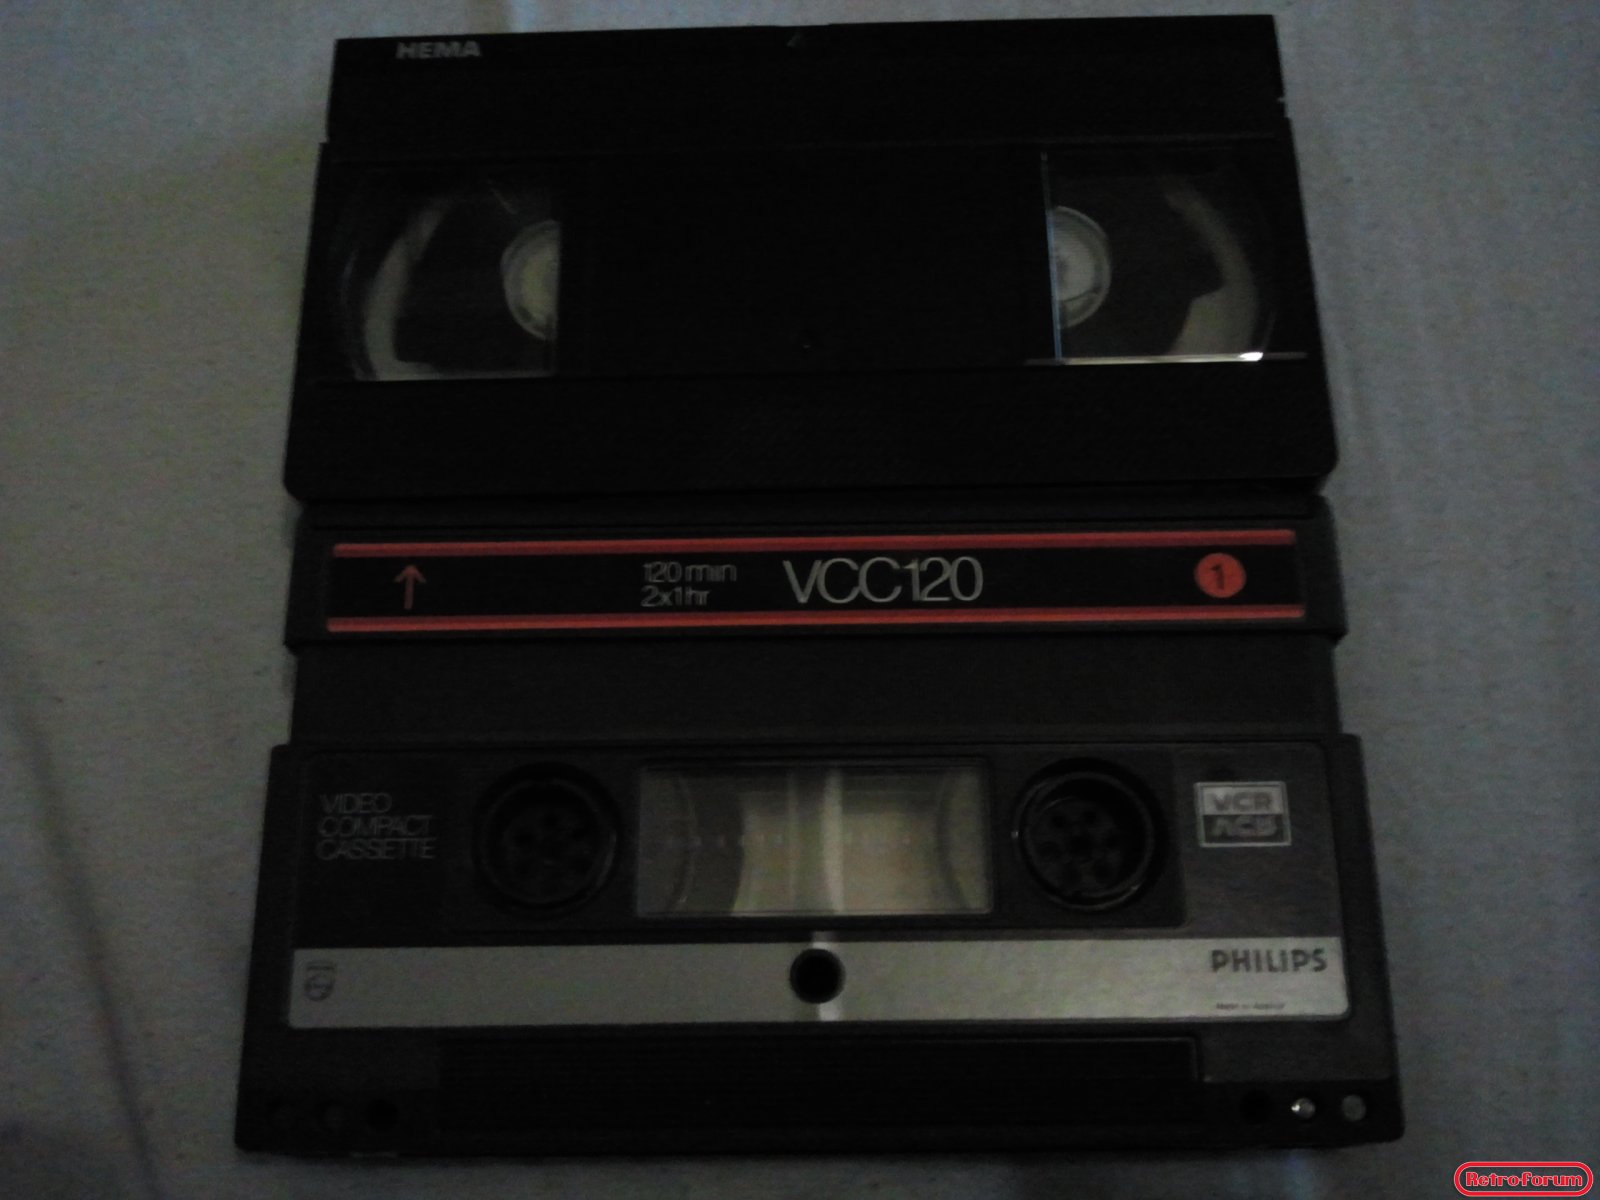 HEMA
120 min
2x1hr
VCC120
1
VIDEO
COMPACT
CASSETTE
VCR
PHILIPS
RetroForum